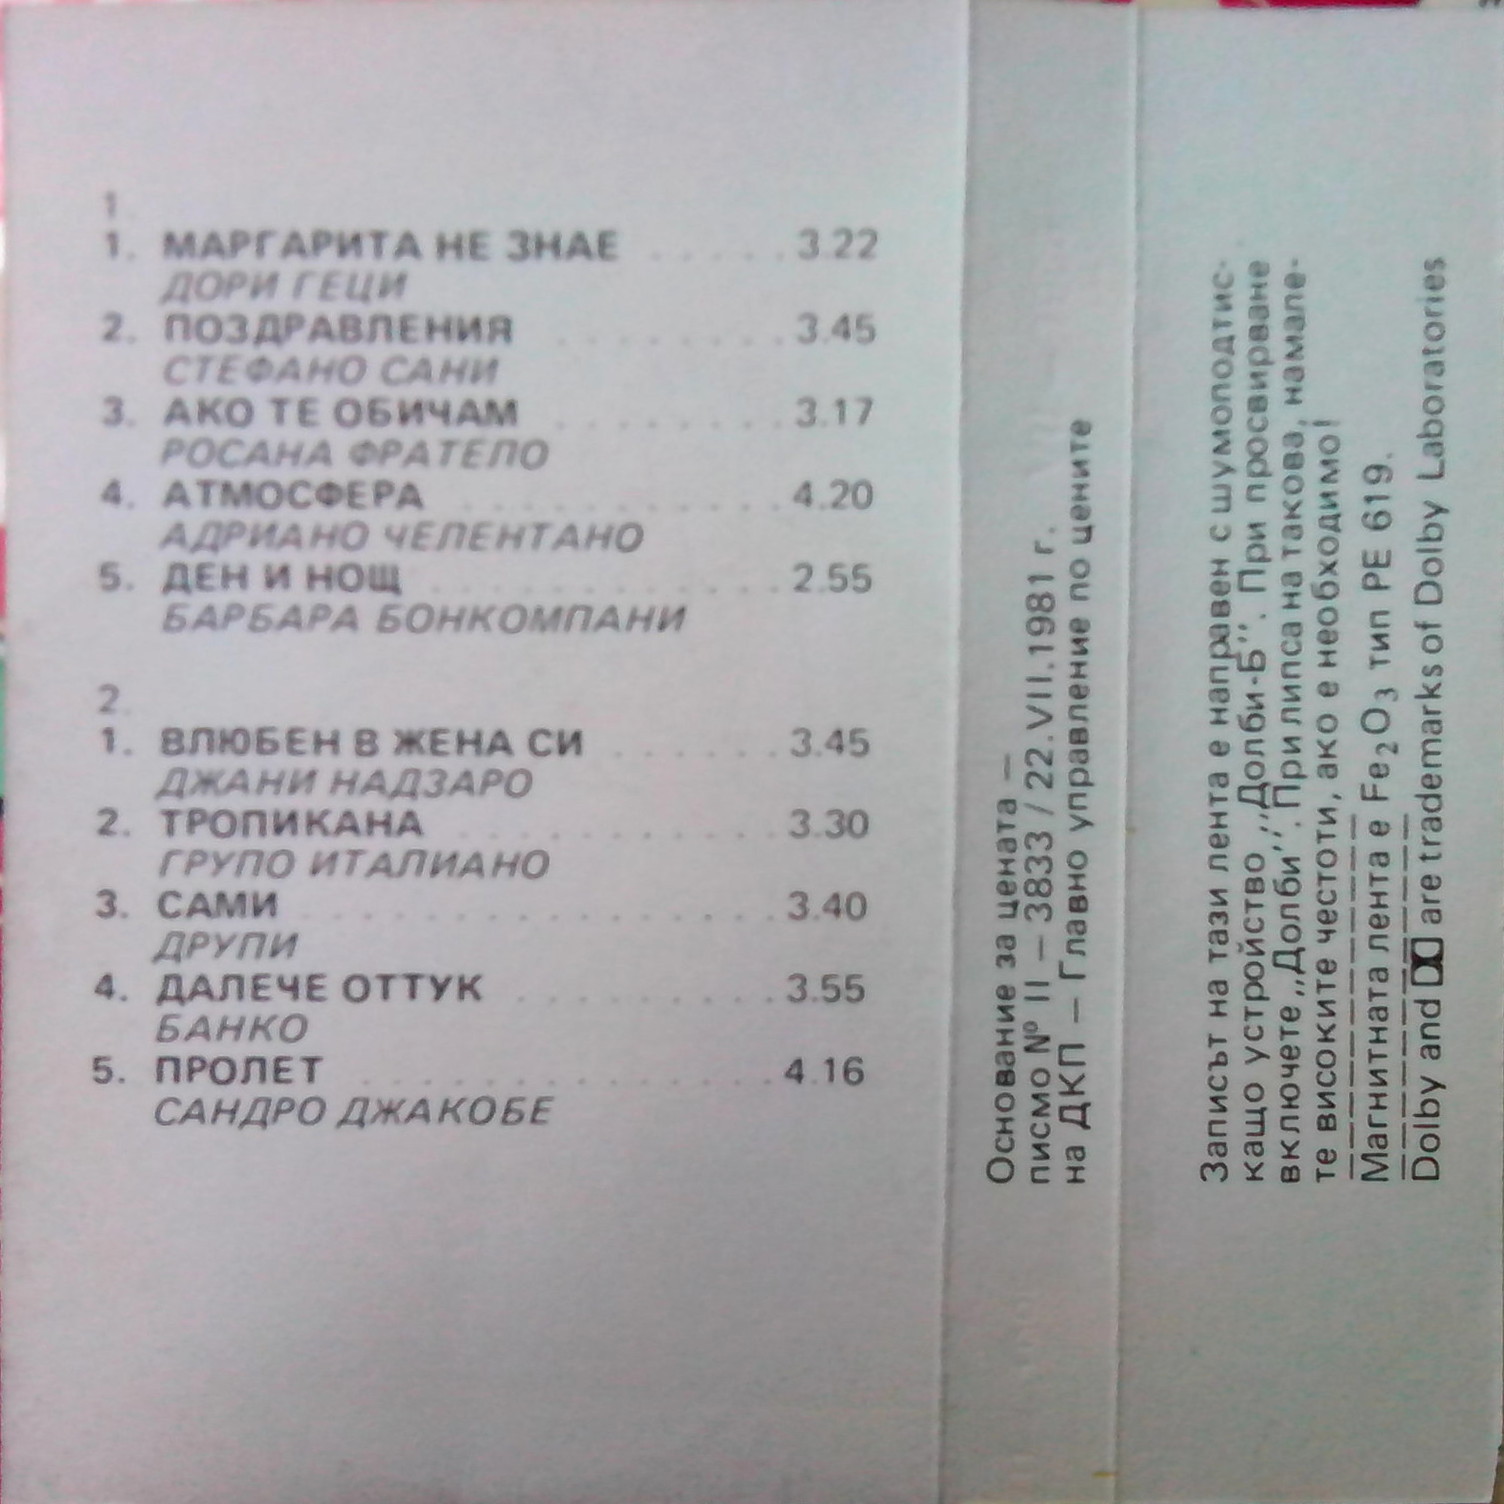 1.
1. МАРГАРИТА НЕ ЗНАЕ ...... 3.22
ДОРИ ГЕЦИ
2. ПОЗДРАВЛЕНИЯ ........ 3.45
СТЕФАНО САНИ
3. АКО ТЕ ОБИЧАМ ........ 3.17
РОСАНА ФРАТЕЛО
4. АТМОСФЕРА ............ 4.20
АДРИАНО ЧЕЛЕНТАНО
5. ДЕН И НОЩ ............. 2.55
БАРБАРА БОНКОМПАНИ
2.
1. ВЛЮБЕН В ЖЕНА СИ ...... 3.45
ДЖАНИ НАДЗАРО
2. ТРОПИКАНА ............ 3.30
ГРУПО ИТАЛИАНО
3. САМИ .................. 3.40
ДРУПИ
4. ДАЛЕЧЕ ОТТУК .......... 3.55
БАНКО
5. ПРОЛЕТ ................ 4.16
САНДРО ДЖАКОБЕ
Основание за цената –
писмо № II – 3833 / 22.VII.1981 г.
на ДКП – Главно управление по цените
Записът на тази лента е направен с шумоподтис-
кащо устройство „Долби-Б”. При просвирване
включете „Долби”. При липса на такова, намале-
те високите честоти, ако е необходимо!
Магнитната лента е Fe₂O₃ тип PE 619.
Dolby and are trademarks of Dolby Laboratories